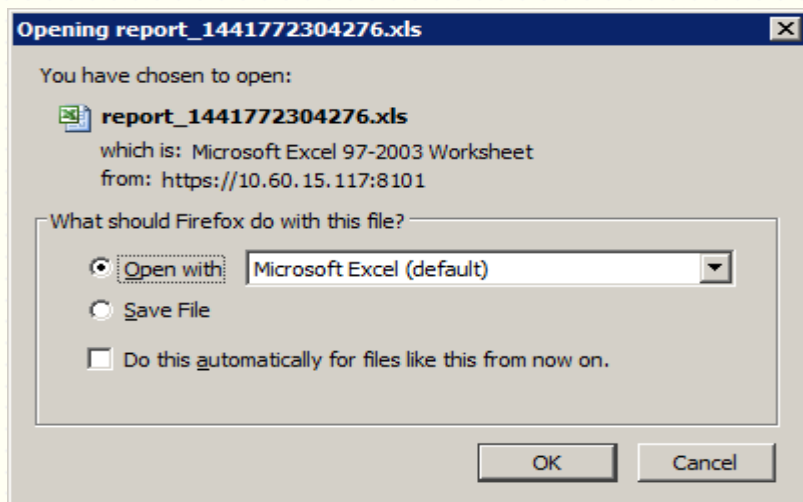 Opening report_1441772304276.xls
You have chosen to open:
report_1441772304276.xls
which is: Microsoft Excel 97-2003 Worksheet
from: https://10.60.15.117:8101
What should Firefox do with this file?
Open with Microsoft Excel (default)
Save File
Do this automatically for files like this from now on.
OK Cancel